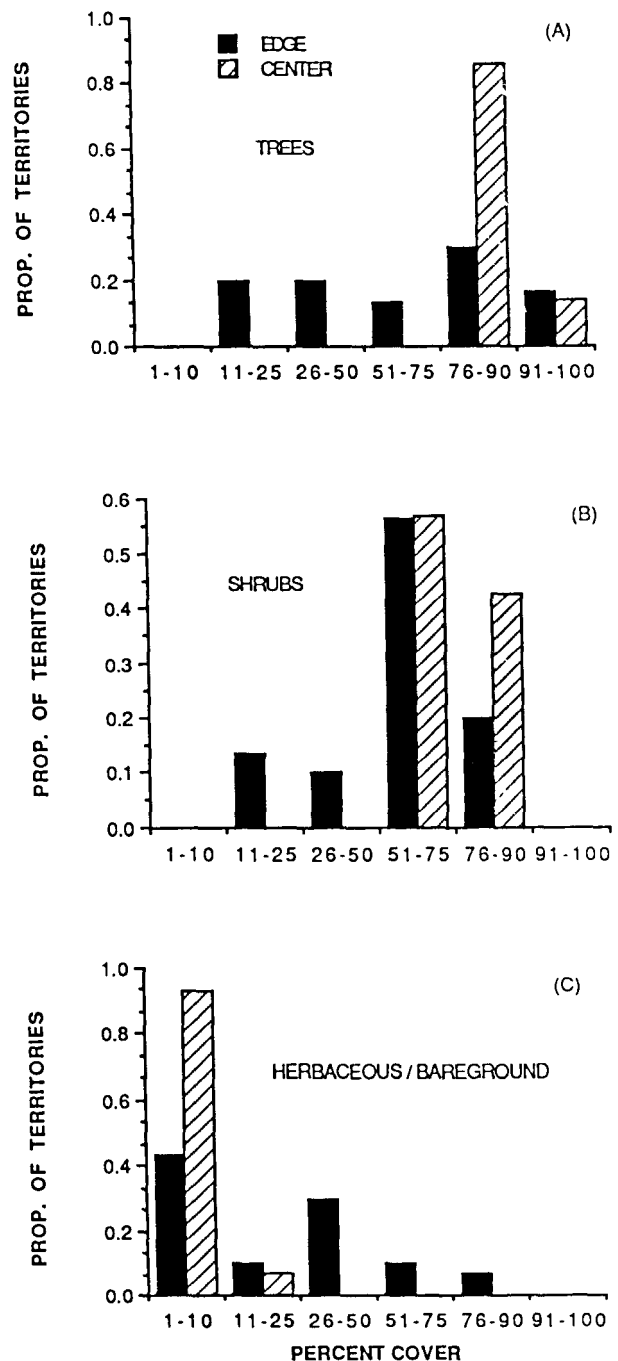 (A)
EDGE
CENTER
TREES
PROP. OF TERRITORIES
1.0
0.8
0.6
0.4
0.2
0.0
1-10 11-25 26-50 51-75 76-90 91-100
(B)
SHRUBS
PROP. OF TERRITORIES
0.6
0.5
0.4
0.3
0.2
0.1
0.0
1-10 11-25 26-50 51-75 76-90 91-100
(C)
HERBACEOUS / BAREGROUND
PROP. OF TERRITORIES
1.0
0.8
0.6
0.4
0.2
0.0
1-10 11-25 26-50 51-75 76-90 91-100
PERCENT COVER